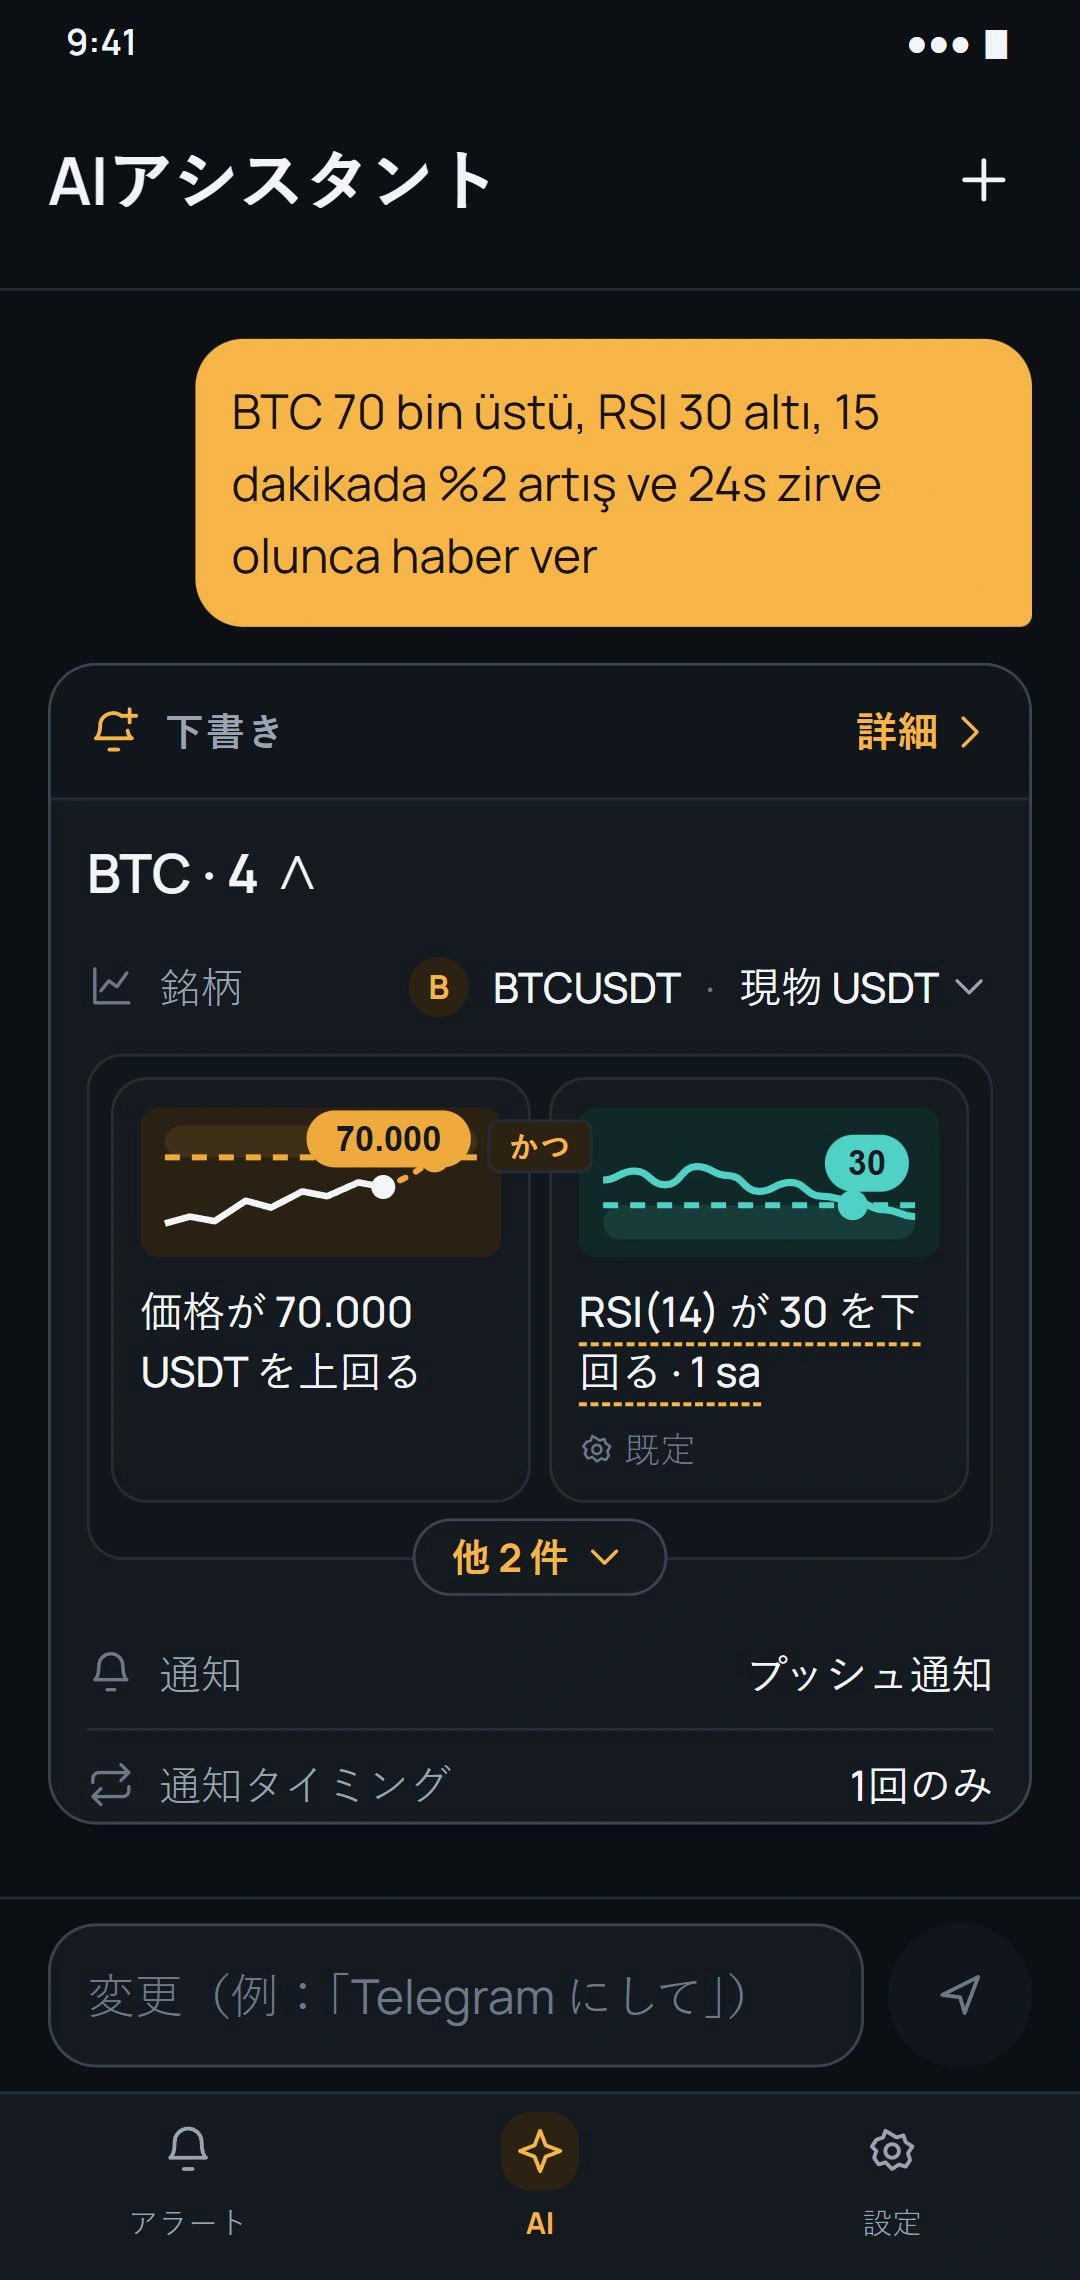 9:41
AIアシスタント
BTC 70 bin üstü, RSI 30 altı, 15
dakikada %2 artış ve 24s zirve
olunca haber ver
下書き
詳細
BTC · 4
銘柄
B BTCUSDT · 現物 USDT
70.000
かつ
30
価格が 70.000
USDT を上回る
RSI(14) が 30 を下
回る · 1 sa
既定
他 2 件
通知
プッシュ通知
通知タイミング
1回のみ
変更（例：「Telegram にして」）
アラート
AI
設定